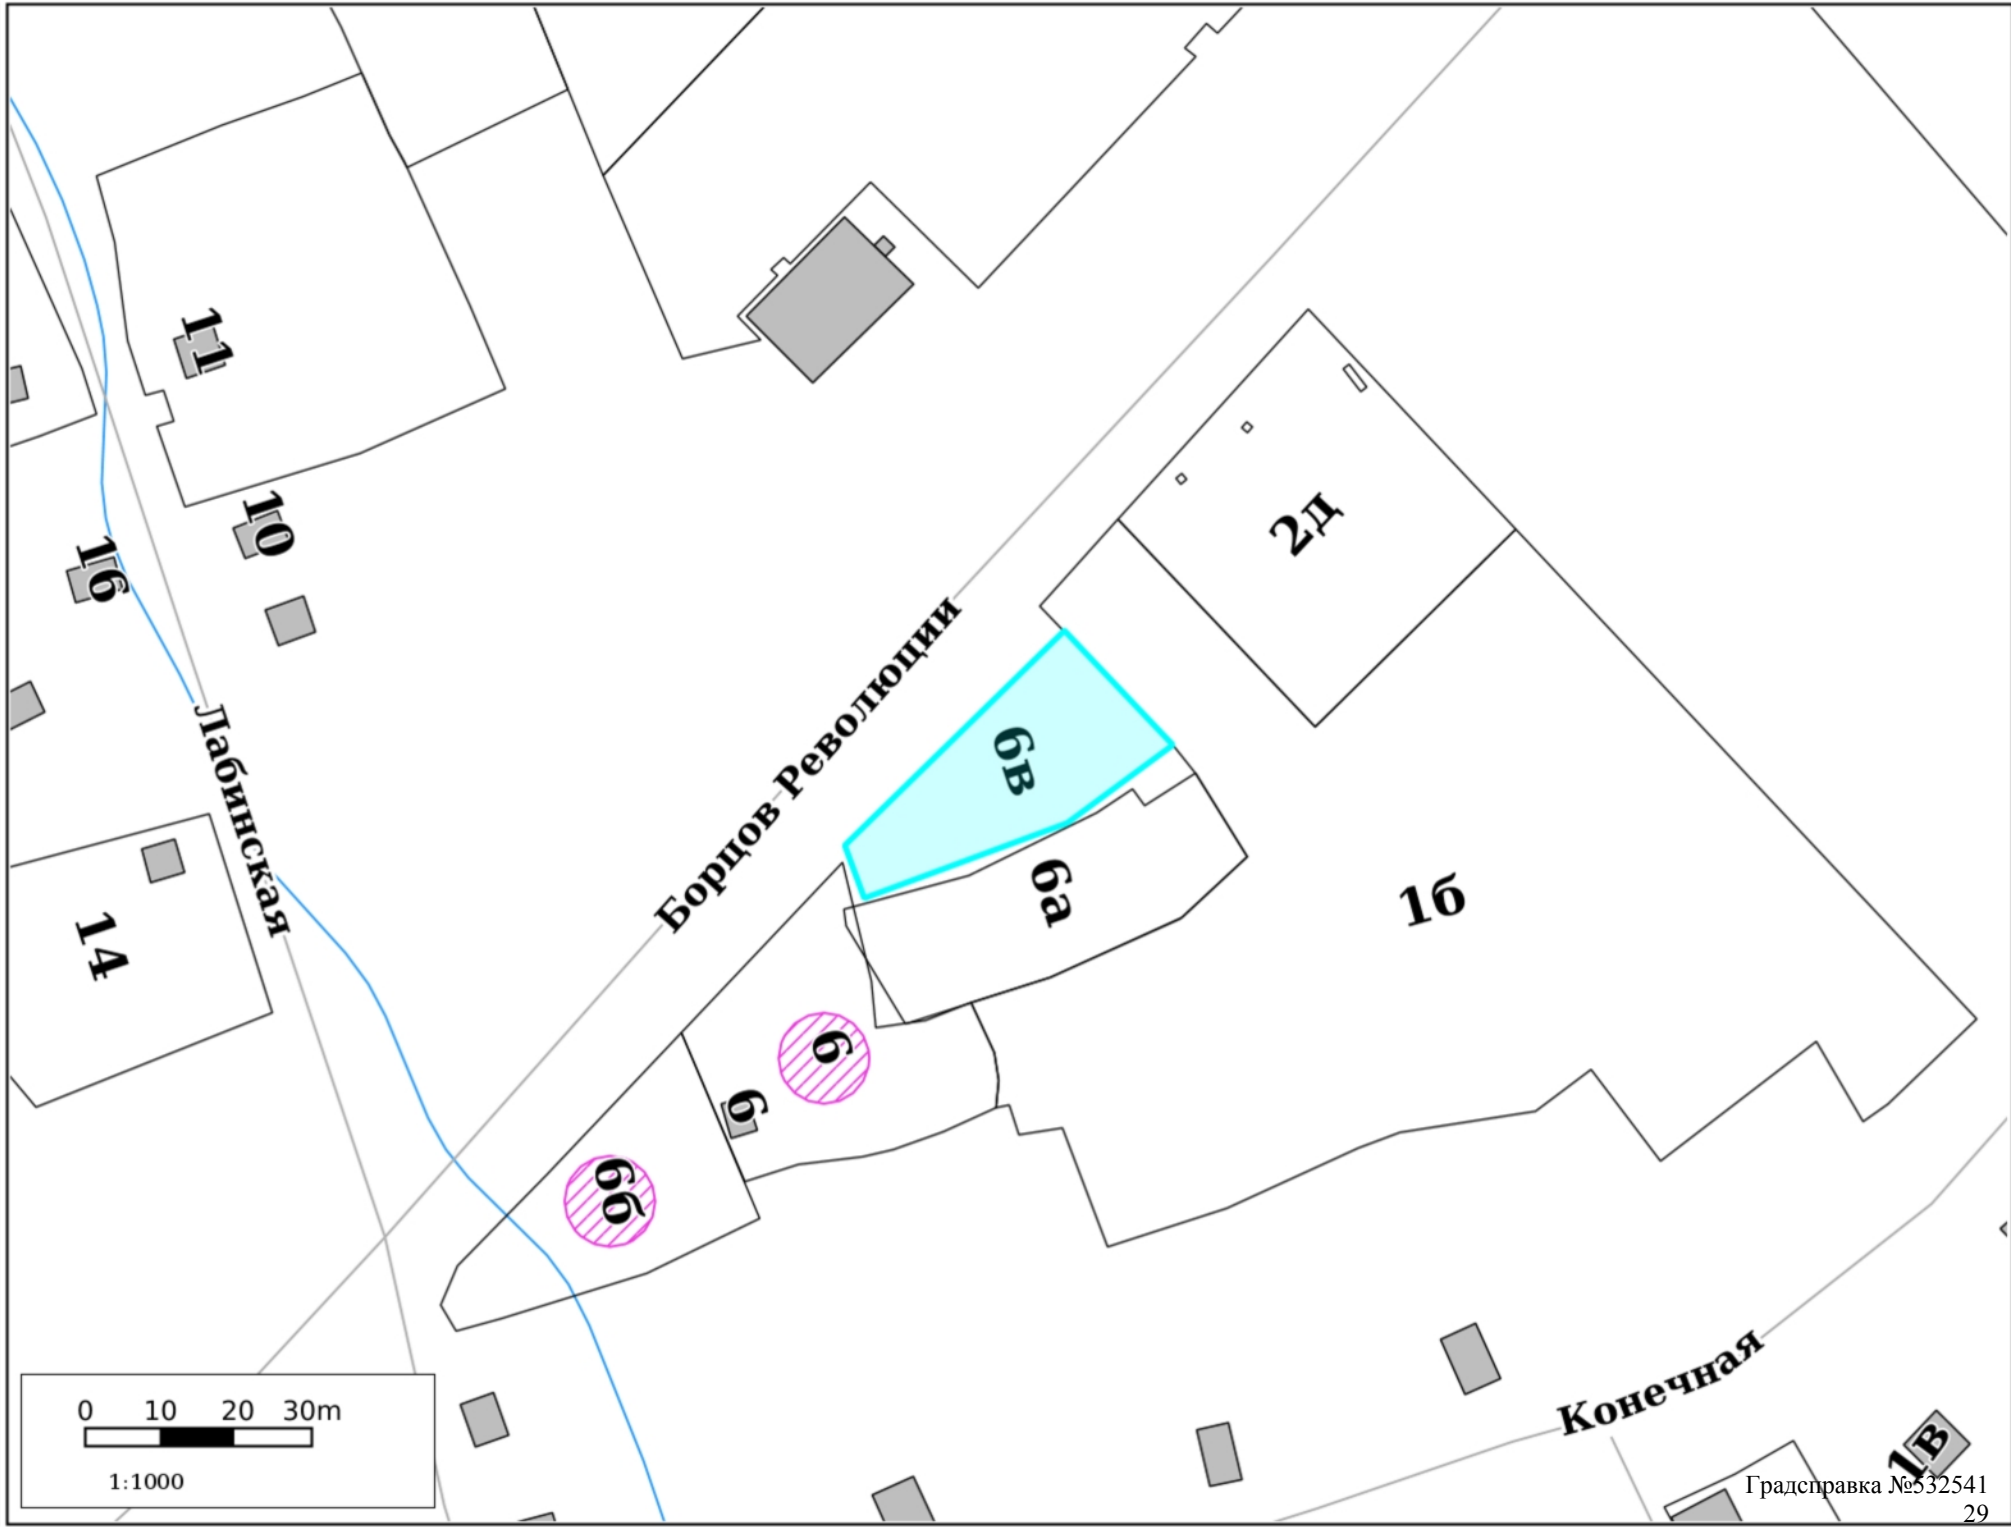 11
10
16
2д
Борцов Революции
6в
Лабинская
6а
1б
14
6
6
6б
Конечная
1в
0 10 20 30m
1:1000
Градсправка №532541
29